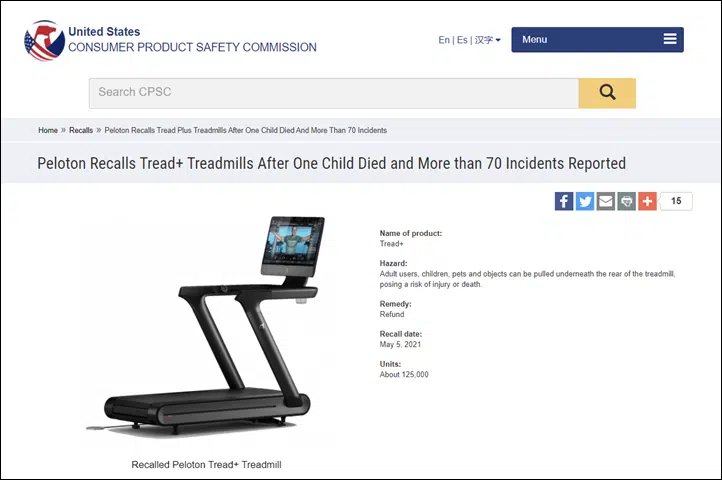 United States
CONSUMER PRODUCT SAFETY COMMISSION
En | Es | 汉字
Menu
Search CPSC
Home » Recalls » Peloton Recalls Tread Plus Treadmills After One Child Died And More Than 70 Incidents
Peloton Recalls Tread+ Treadmills After One Child Died and More than 70 Incidents Reported
15
Name of product:
Tread+
Hazard:
Adult users, children, pets and objects can be pulled underneath the rear of the treadmill,
posing a risk of injury or death.
Remedy:
Refund
Recall date:
May 5, 2021
Units:
About 125,000
Recalled Peloton Tread+ Treadmill